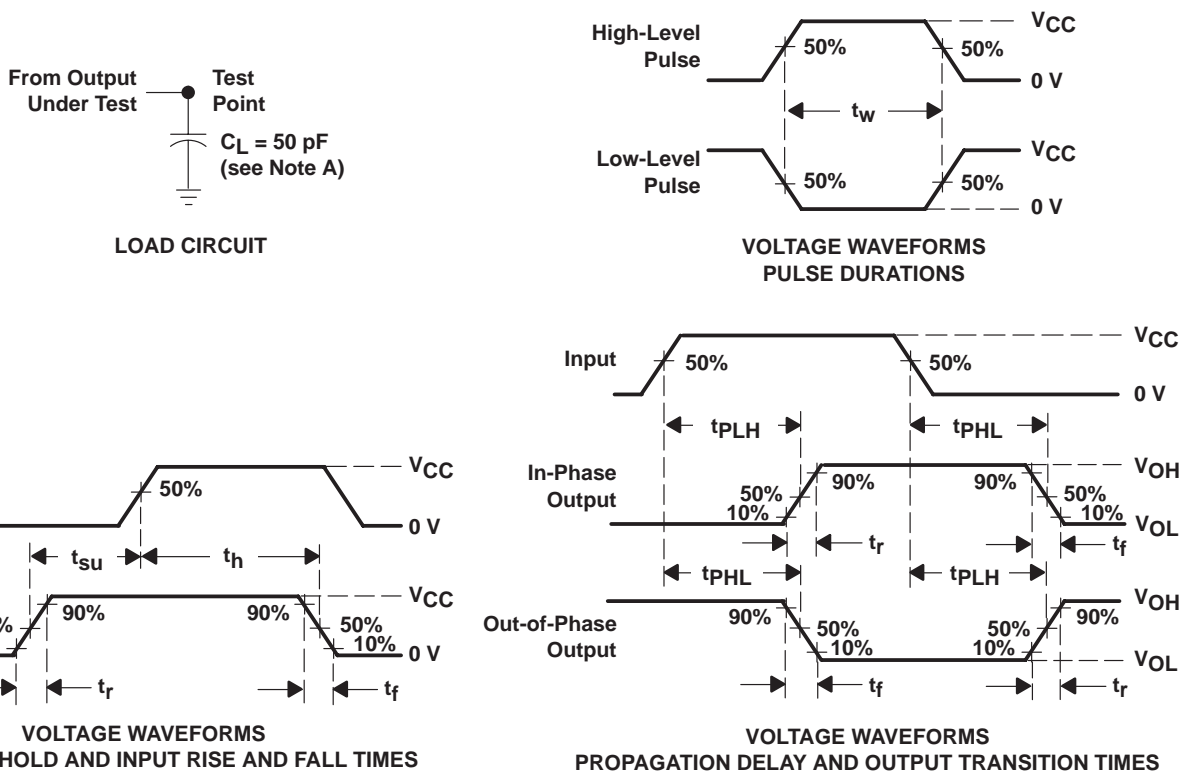 From Output
Under Test
Test
Point
CL = 50 pF
(see Note A)
LOAD CIRCUIT
High-Level
Pulse
50%
50%
VCC
0 V
tw
Low-Level
Pulse
50%
50%
VCC
0 V
VOLTAGE WAVEFORMS
PULSE DURATIONS
50%
VCC
0 V
tsu
th
90%
90%
VCC
50%
10%
0 V
tr
tf
VOLTAGE WAVEFORMS
HOLD AND INPUT RISE AND FALL TIMES
Input
50%
50%
VCC
0 V
tPLH
tPHL
In-Phase
Output
50%
10%
90%
90%
VOH
50%
10%
VOL
tr
tf
tPHL
tPLH
Out-of-Phase
Output
90%
50%
10%
50%
10%
90%
VOH
VOL
tf
tr
VOLTAGE WAVEFORMS
PROPAGATION DELAY AND OUTPUT TRANSITION TIMES